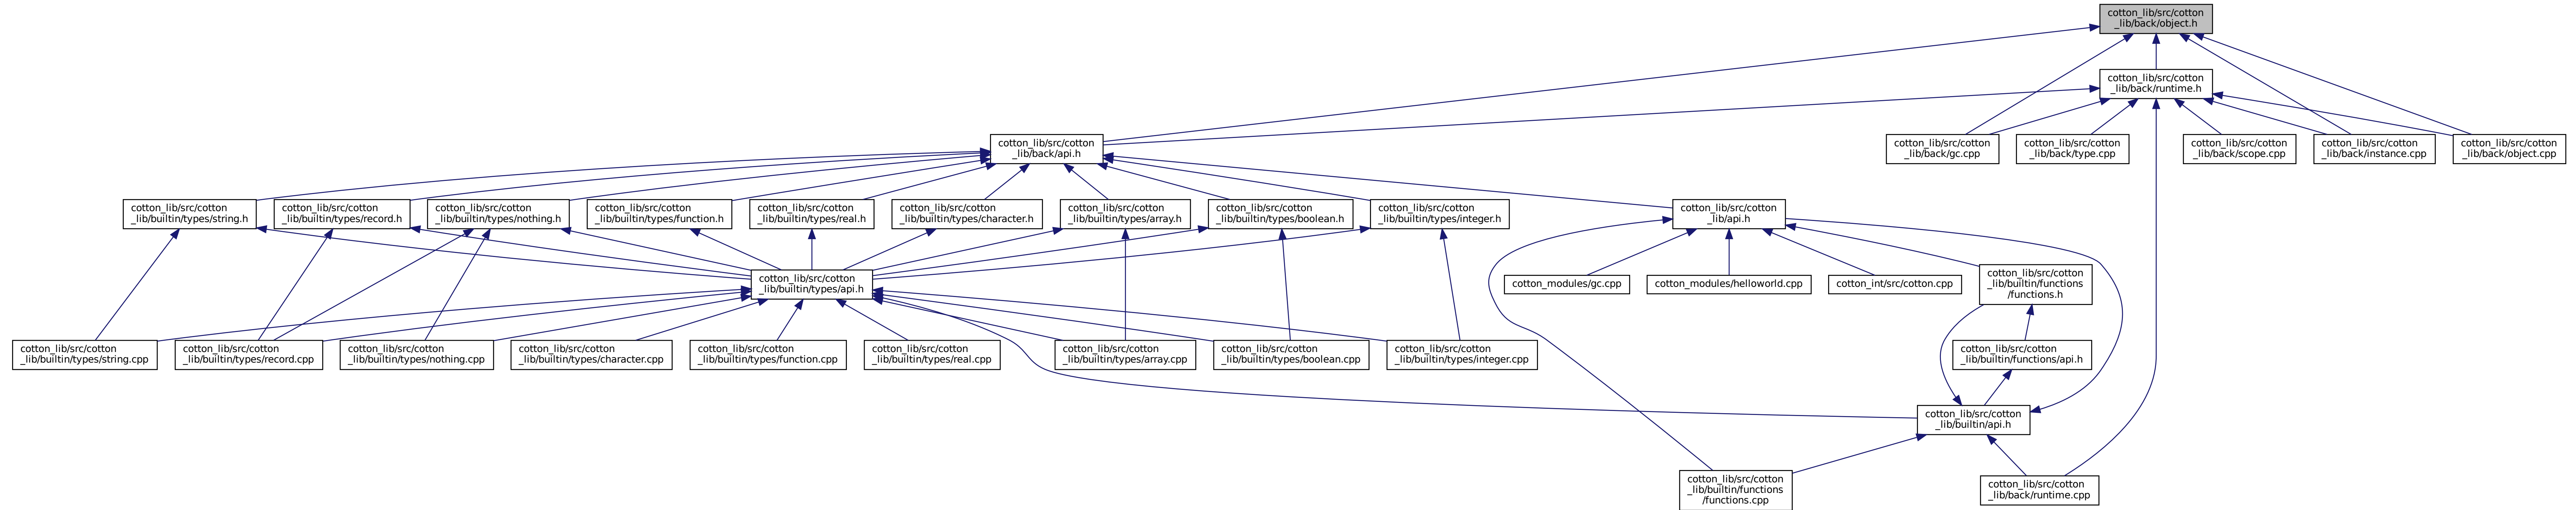 cotton_lib/src/cotton
_lib/back/object.h
cotton_lib/src/cotton
_lib/back/runtime.h
cotton_lib/src/cotton
_lib/back/api.h
cotton_lib/src/cotton
_lib/back/gc.cpp
cotton_lib/src/cotton
_lib/back/type.cpp
cotton_lib/src/cotton
_lib/back/scope.cpp
cotton_lib/src/cotton
_lib/back/instance.cpp
cotton_lib/src/cotton
_lib/back/object.cpp
cotton_lib/src/cotton
_lib/builtin/types/string.h
cotton_lib/src/cotton
_lib/builtin/types/record.h
cotton_lib/src/cotton
_lib/builtin/types/nothing.h
cotton_lib/src/cotton
_lib/builtin/types/function.h
cotton_lib/src/cotton
_lib/builtin/types/real.h
cotton_lib/src/cotton
_lib/builtin/types/character.h
cotton_lib/src/cotton
_lib/builtin/types/array.h
cotton_lib/src/cotton
_lib/builtin/types/boolean.h
cotton_lib/src/cotton
_lib/builtin/types/integer.h
cotton_lib/src/cotton
_lib/api.h
cotton_lib/src/cotton
_lib/builtin/types/api.h
cotton_modules/gc.cpp
cotton_modules/helloworld.cpp
cotton_int/src/cotton.cpp
cotton_lib/src/cotton
_lib/builtin/functions
/functions.h
cotton_lib/src/cotton
_lib/builtin/types/string.cpp
cotton_lib/src/cotton
_lib/builtin/types/record.cpp
cotton_lib/src/cotton
_lib/builtin/types/nothing.cpp
cotton_lib/src/cotton
_lib/builtin/types/character.cpp
cotton_lib/src/cotton
_lib/builtin/types/function.cpp
cotton_lib/src/cotton
_lib/builtin/types/real.cpp
cotton_lib/src/cotton
_lib/builtin/types/array.cpp
cotton_lib/src/cotton
_lib/builtin/types/boolean.cpp
cotton_lib/src/cotton
_lib/builtin/types/integer.cpp
cotton_lib/src/cotton
_lib/builtin/functions/api.h
cotton_lib/src/cotton
_lib/builtin/api.h
cotton_lib/src/cotton
_lib/builtin/functions
/functions.cpp
cotton_lib/src/cotton
_lib/back/runtime.cpp